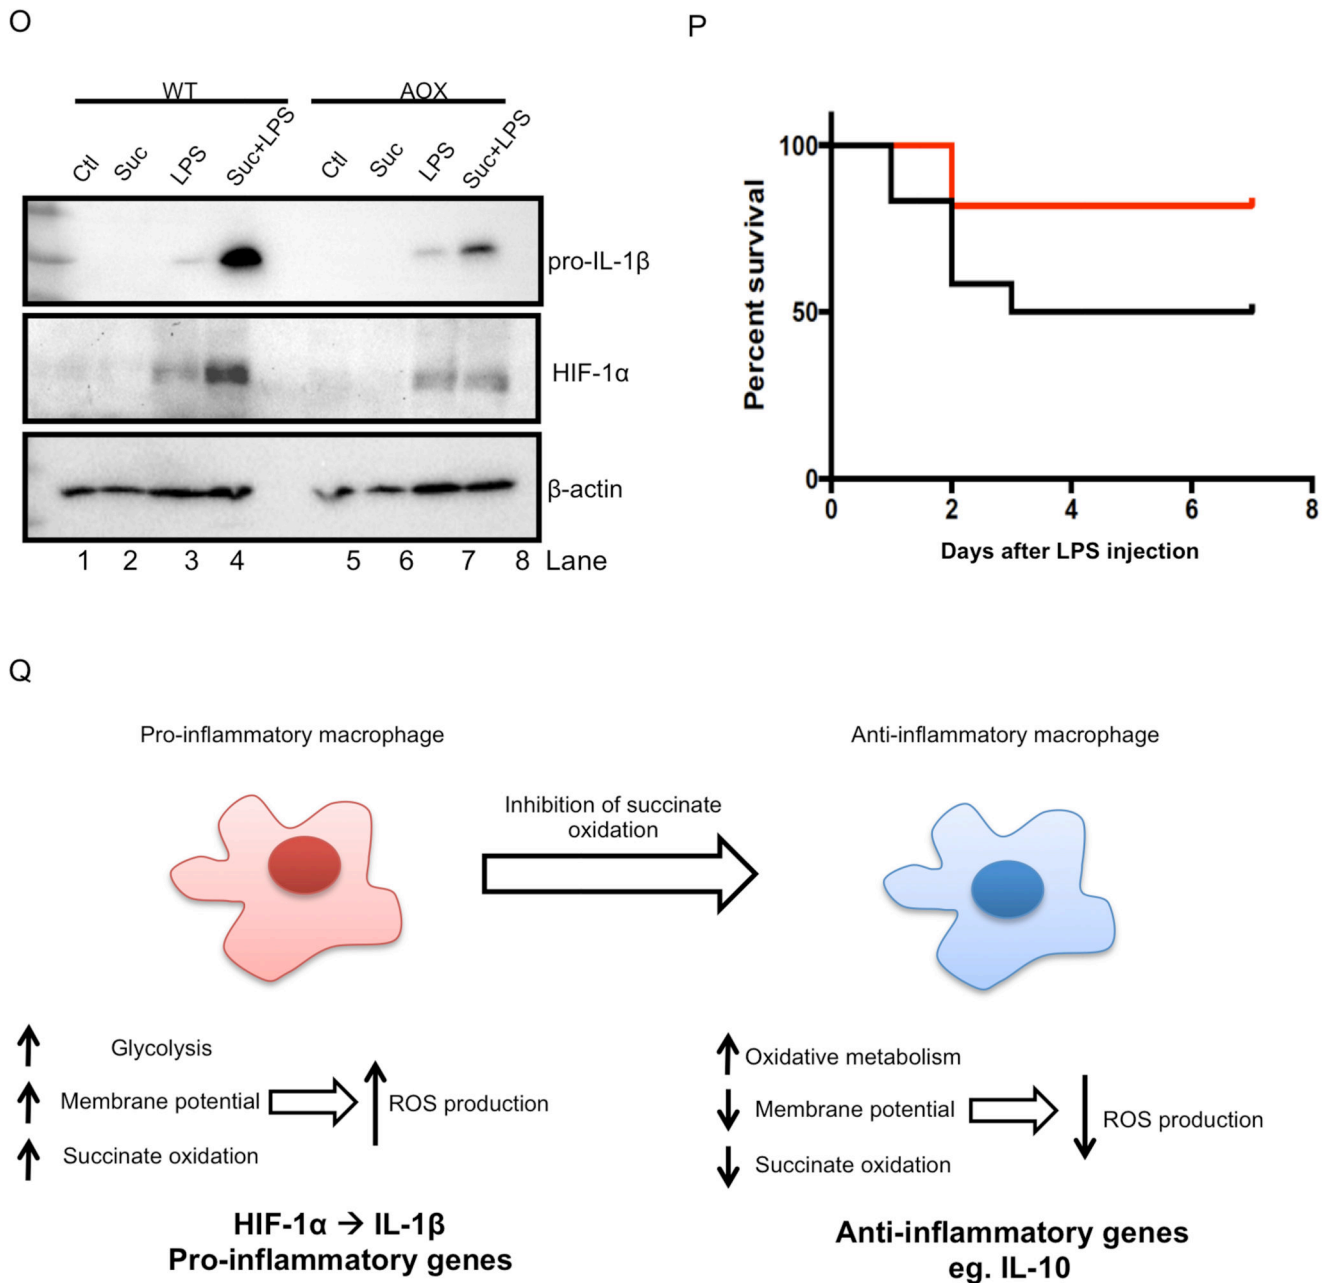 O
WT AOX
Ctl Suc LPS Suc+LPS Ctl Suc LPS Suc+LPS
pro-IL-1β
HIF-1α
β-actin
1 2 3 4 5 6 7 8 Lane
P
Percent survival
100
50
0
0 2 4 6 8
Days after LPS injection
Q
Pro-inflammatory macrophage
Inhibition of succinate
oxidation
Anti-inflammatory macrophage
Glycolysis
Membrane potential
Succinate oxidation
ROS production
HIF-1α → IL-1β
Pro-inflammatory genes
Oxidative metabolism
Membrane potential
Succinate oxidation
ROS production
Anti-inflammatory genes
eg. IL-10